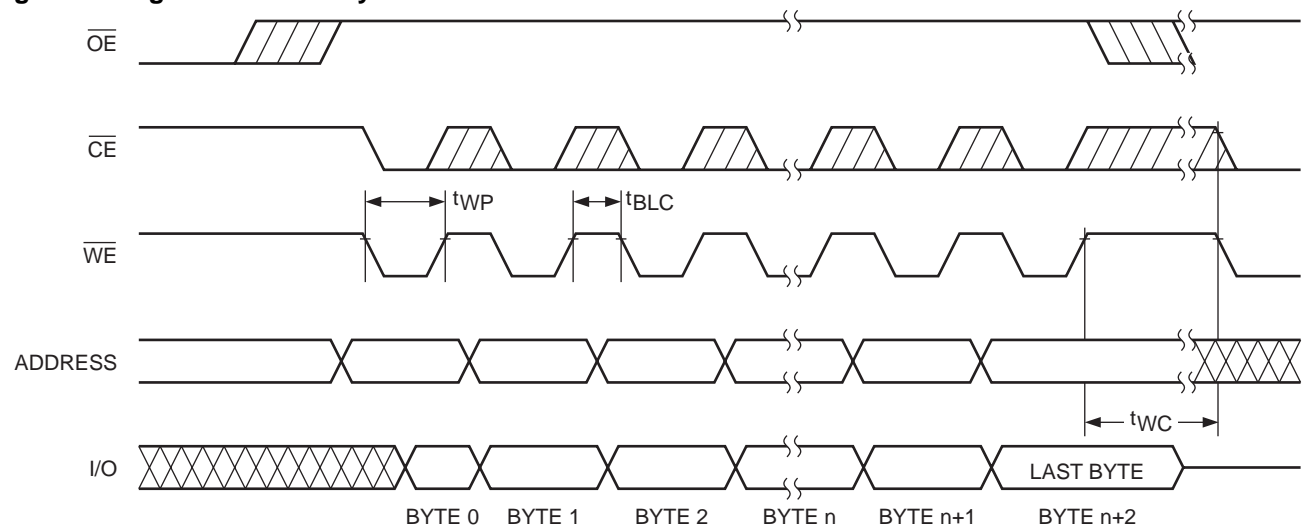 OE
CE
tWP
tBLC
WE
ADDRESS
tWC
I/O
LAST BYTE
BYTE 0 BYTE 1 BYTE 2 BYTE n BYTE n+1 BYTE n+2